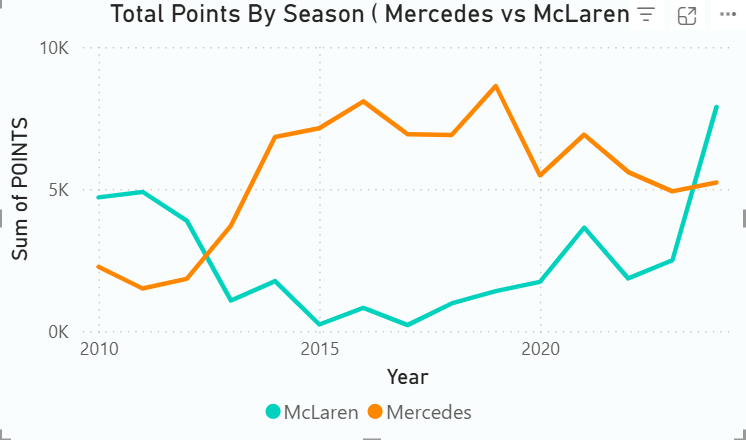 Total Points By Season ( Mercedes vs McLaren
10K
5K
0K
Sum of POINTS
2010 2015 2020
Year
McLaren Mercedes